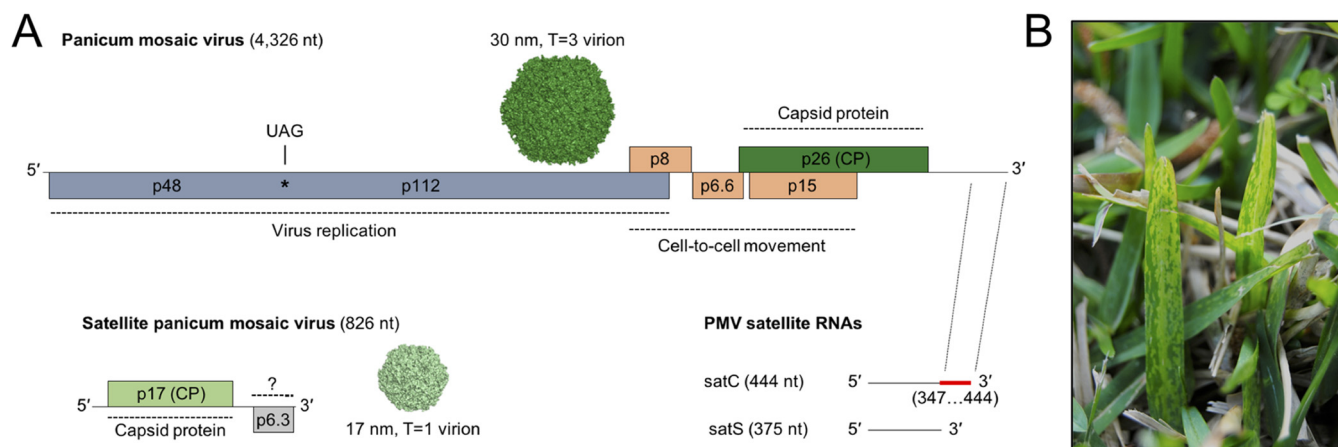 A
Panicum mosaic virus (4,326 nt)
30 nm, T=3 virion
B
UAG
Capsid protein
5′
p8
p26 (CP)
3′
p48
*
p112
p6.6
p15
Virus replication
Cell-to-cell movement
Satellite panicum mosaic virus (826 nt)
PMV satellite RNAs
?
p17 (CP)
satC (444 nt)
5′
3′
5′
3′
(347...444)
p6.3
Capsid protein
17 nm, T=1 virion
satS (375 nt)
5′
3′